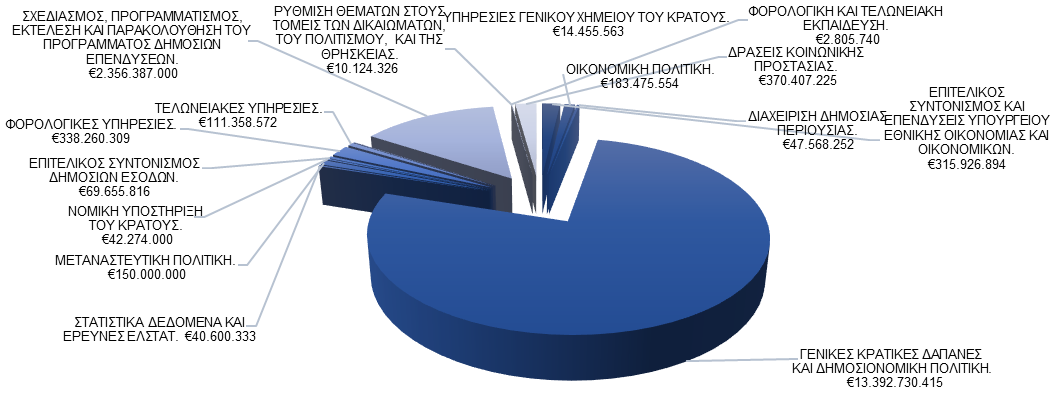 ΣΧΕΔΙΑΣΜΟΣ, ΠΡΟΓΡΑΜΜΑΤΙΣΜΟΣ,
ΕΚΤΕΛΕΣΗ ΚΑΙ ΠΑΡΑΚΟΛΟΥΘΗΣΗ ΤΟΥ
ΠΡΟΓΡΑΜΜΑΤΟΣ ΔΗΜΟΣΙΩΝ
ΕΠΕΝΔΥΣΕΩΝ.
€2.356.387.000
ΡΥΘΜΙΣΗ ΘΕΜΑΤΩΝ ΣΤΟΥΣ
ΤΟΜΕΙΣ ΤΩΝ ΔΙΚΑΙΩΜΑΤΩΝ,
ΤΟΥ ΠΟΛΙΤΙΣΜΟΥ, ΚΑΙ ΤΗΣ
ΘΡΗΣΚΕΙΑΣ.
€10.124.326
ΥΠΗΡΕΣΙΕΣ ΓΕΝΙΚΟΥ ΧΗΜΕΙΟΥ ΤΟΥ ΚΡΑΤΟΥΣ.
€14.455.563
ΦΟΡΟΛΟΓΙΚΗ ΚΑΙ ΤΕΛΩΝΕΙΑΚΗ
ΕΚΠΑΙΔΕΥΣΗ.
€2.805.740
ΔΡΑΣΕΙΣ ΚΟΙΝΩΝΙΚΗΣ
ΠΡΟΣΤΑΣΙΑΣ.
€370.407.225
ΟΙΚΟΝΟΜΙΚΗ ΠΟΛΙΤΙΚΗ.
€183.475.554
ΔΙΑΧΕΙΡΙΣΗ ΔΗΜΟΣΙΑΣ
ΠΕΡΙΟΥΣΙΑΣ.
€47.568.252
ΕΠΙΤΕΛΙΚΟΣ
ΣΥΝΤΟΝΙΣΜΟΣ ΚΑΙ
ΕΠΕΝΔΥΣΕΙΣ ΥΠΟΥΡΓΕΙΟΥ
ΕΘΝΙΚΗΣ ΟΙΚΟΝΟΜΙΑΣ ΚΑΙ
ΟΙΚΟΝΟΜΙΚΩΝ.
€315.926.894
ΤΕΛΩΝΕΙΑΚΕΣ ΥΠΗΡΕΣΙΕΣ.
€111.358.572
ΦΟΡΟΛΟΓΙΚΕΣ ΥΠΗΡΕΣΙΕΣ.
€338.260.309
ΕΠΙΤΕΛΙΚΟΣ ΣΥΝΤΟΝΙΣΜΟΣ
ΔΗΜΟΣΙΩΝ ΕΣΟΔΩΝ.
€69.655.816
ΝΟΜΙΚΗ ΥΠΟΣΤΗΡΙΞΗ
ΤΟΥ ΚΡΑΤΟΥΣ.
€42.274.000
ΜΕΤΑΝΑΣΤΕΥΤΙΚΗ ΠΟΛΙΤΙΚΗ.
€150.000.000
ΣΤΑΤΙΣΤΙΚΑ ΔΕΔΟΜΕΝΑ ΚΑΙ
ΕΡΕΥΝΕΣ ΕΛΣΤΑΤ. €40.600.333
ΓΕΝΙΚΕΣ ΚΡΑΤΙΚΕΣ ΔΑΠΑΝΕΣ
ΚΑΙ ΔΗΜΟΣΙΟΝΟΜΙΚΗ ΠΟΛΙΤΙΚΗ.
€13.392.730.415